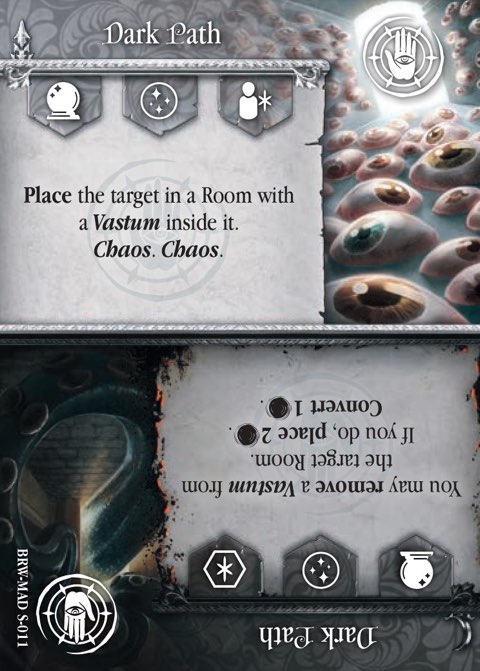 Dark Path
Place the target in a Room with
a Vastum inside it.
Chaos. Chaos.
Dark Path
You may remove a Vastum from
the target Room.
If you do, place 2 .
Convert 1 .
BRW-MAD S-011